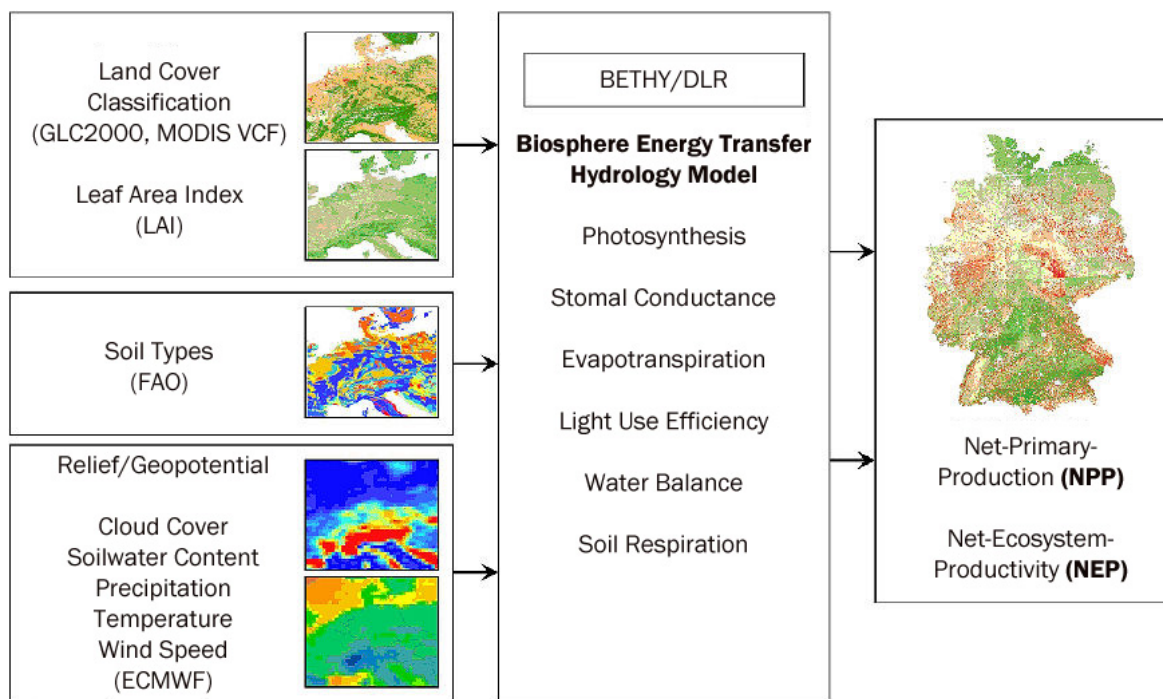 Land Cover
Classification
(GLC2000, MODIS VCF)
Leaf Area Index
(LAI)
Soil Types
(FAO)
Relief/Geopotential
Cloud Cover
Soilwater Content
Precipitation
Temperature
Wind Speed
(ECMWF)
BETHY/DLR
Biosphere Energy Transfer
Hydrology Model
Photosynthesis
Stomal Conductance
Evapotranspiration
Light Use Efficiency
Water Balance
Soil Respiration
Net-Primary-
Production (NPP)
Net-Ecosystem-
Productivity (NEP)